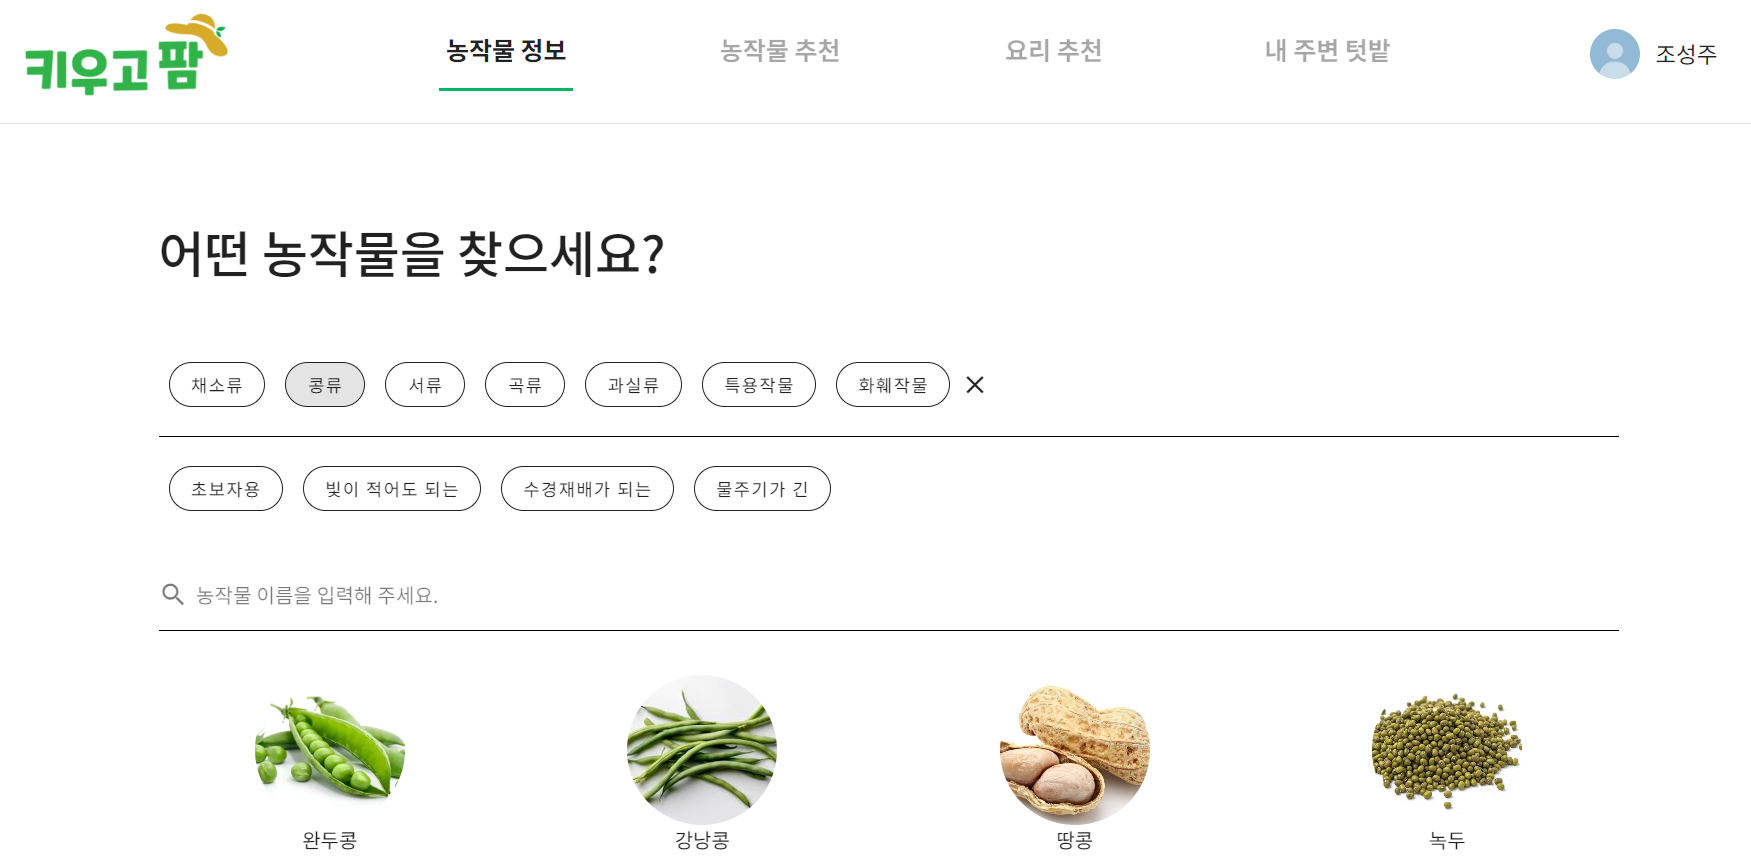 키우고 팜
농작물 정보 농작물 추천 요리 추천 내 주변 텃밭 조성주
어떤 농작물을 찾으세요?
채소류 콩류 서류 곡류 과실류 특용작물 화훼작물
초보자용 빛이 적어도 되는 수경재배가 되는 물주기가 긴
농작물 이름을 입력해 주세요.
완두콩 강낭콩 땅콩 녹두